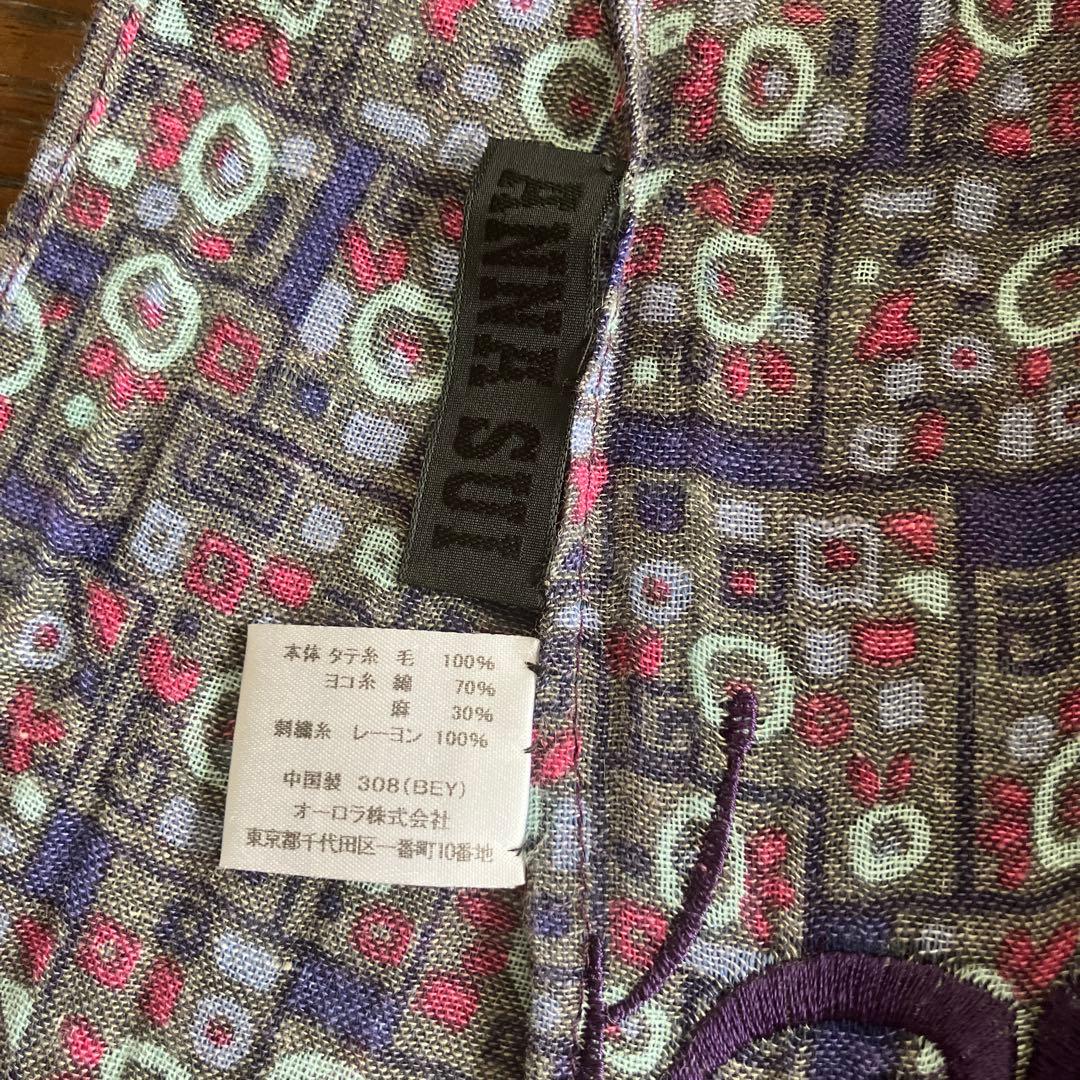 ANNA SUI
本体 タテ糸 毛 100%
ヨコ糸 綿 70%
麻 30%
刺繍糸 レーヨン 100%
中国製 308(BEY)
オーロラ株式会社
東京都千代田区一番町10番地